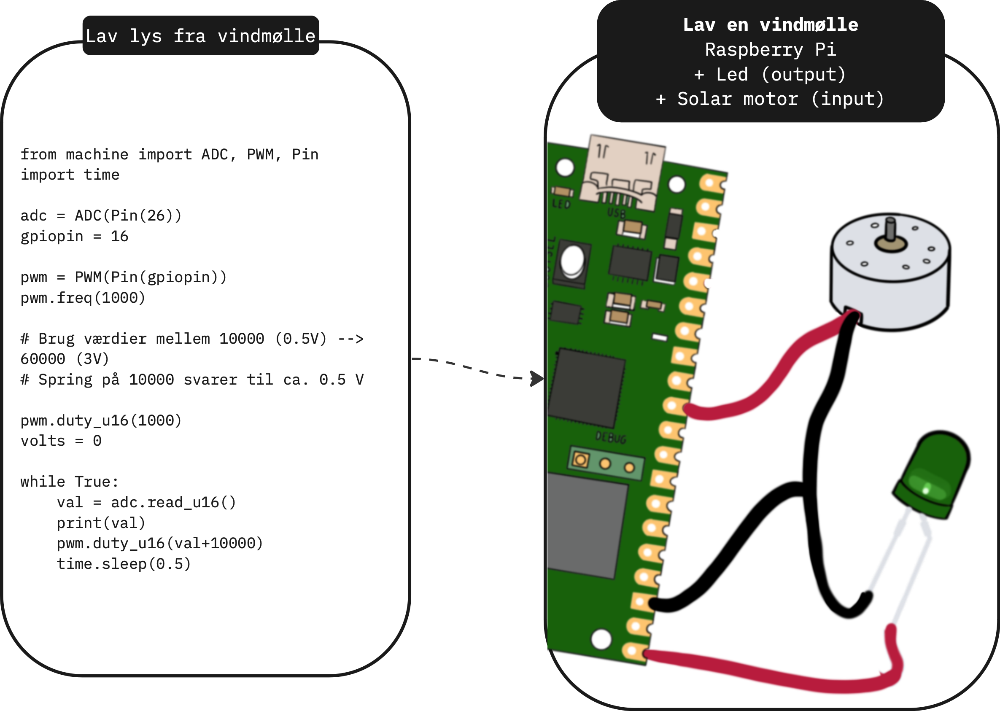 Lav lys fra vindmølle
from machine import ADC, PWM, Pin
import time
adc = ADC(Pin(26))
gpiopin = 16
pwm = PWM(Pin(gpiopin))
pwm.freq(1000)
# Brug værdier mellem 10000 (0.5V) -->
60000 (3V)
# Spring på 10000 svarer til ca. 0.5 V
pwm.duty_u16(1000)
volts = 0
while True:
    val = adc.read_u16()
    print(val)
    pwm.duty_u16(val+10000)
    time.sleep(0.5)
Lav en vindmølle
Raspberry Pi
+ Led (output)
+ Solar motor (input)
LED
USB
DEBUG